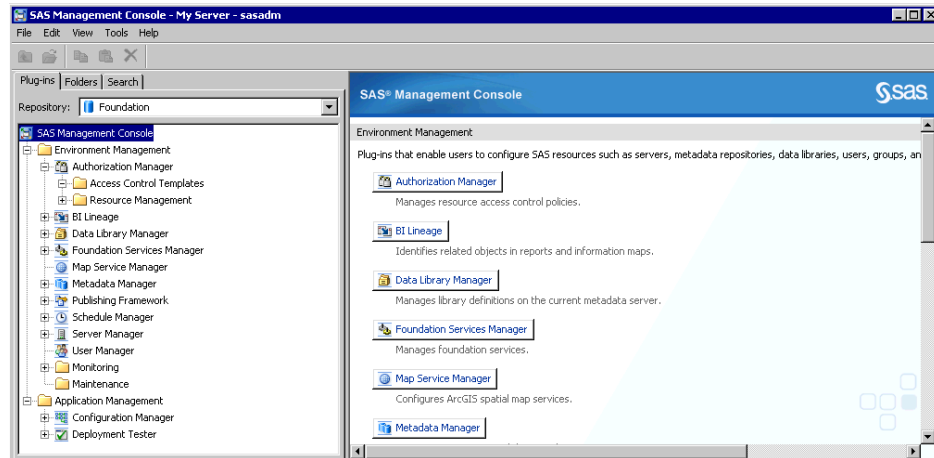 SAS Management Console - My Server - sasadm
File Edit View Tools Help
Plug-ins Folders Search
Repository: Foundation
SAS Management Console
Environment Management
Authorization Manager
Access Control Templates
Resource Management
BI Lineage
Data Library Manager
Foundation Services Manager
Map Service Manager
Metadata Manager
Publishing Framework
Schedule Manager
Server Manager
User Manager
Monitoring
Maintenance
Application Management
Configuration Manager
Deployment Tester
SAS® Management Console
sas
Environment Management
Plug-ins that enable users to configure SAS resources such as servers, metadata repositories, data libraries, users, groups, an
Authorization Manager
Manages resource access control policies.
BI Lineage
Identifies related objects in reports and information maps.
Data Library Manager
Manages library definitions on the current metadata server.
Foundation Services Manager
Manages foundation services.
Map Service Manager
Configures ArcGIS spatial map services.
Metadata Manager